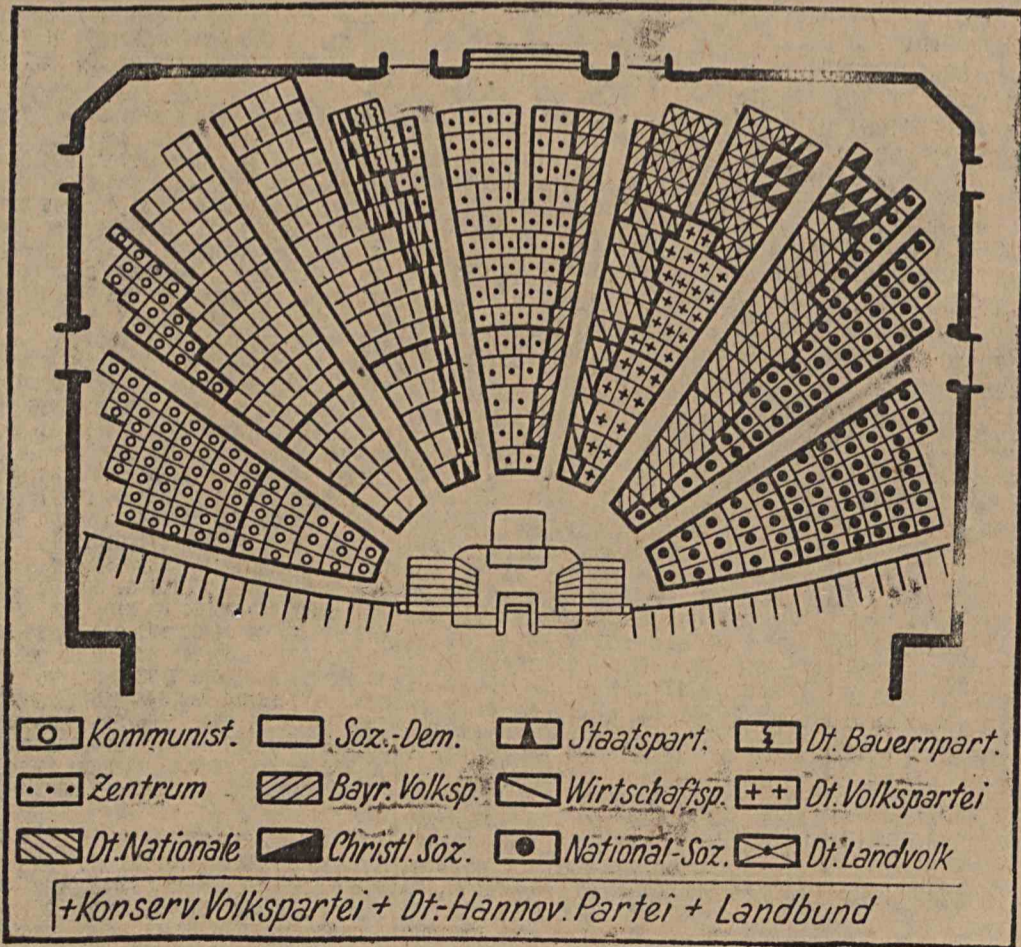 Kommunist. Soz.-Dem. Staatspart. Dt. Bauernpart.
Zentrum Bayr. Volksp. Wirtschaftsp. Dt. Volkspartei
Dt. Nationale Christl. Soz. National-Soz. Dt. Landvolk
+Konserv. Volkspartei + Dt.-Hannov. Partei + Landbund